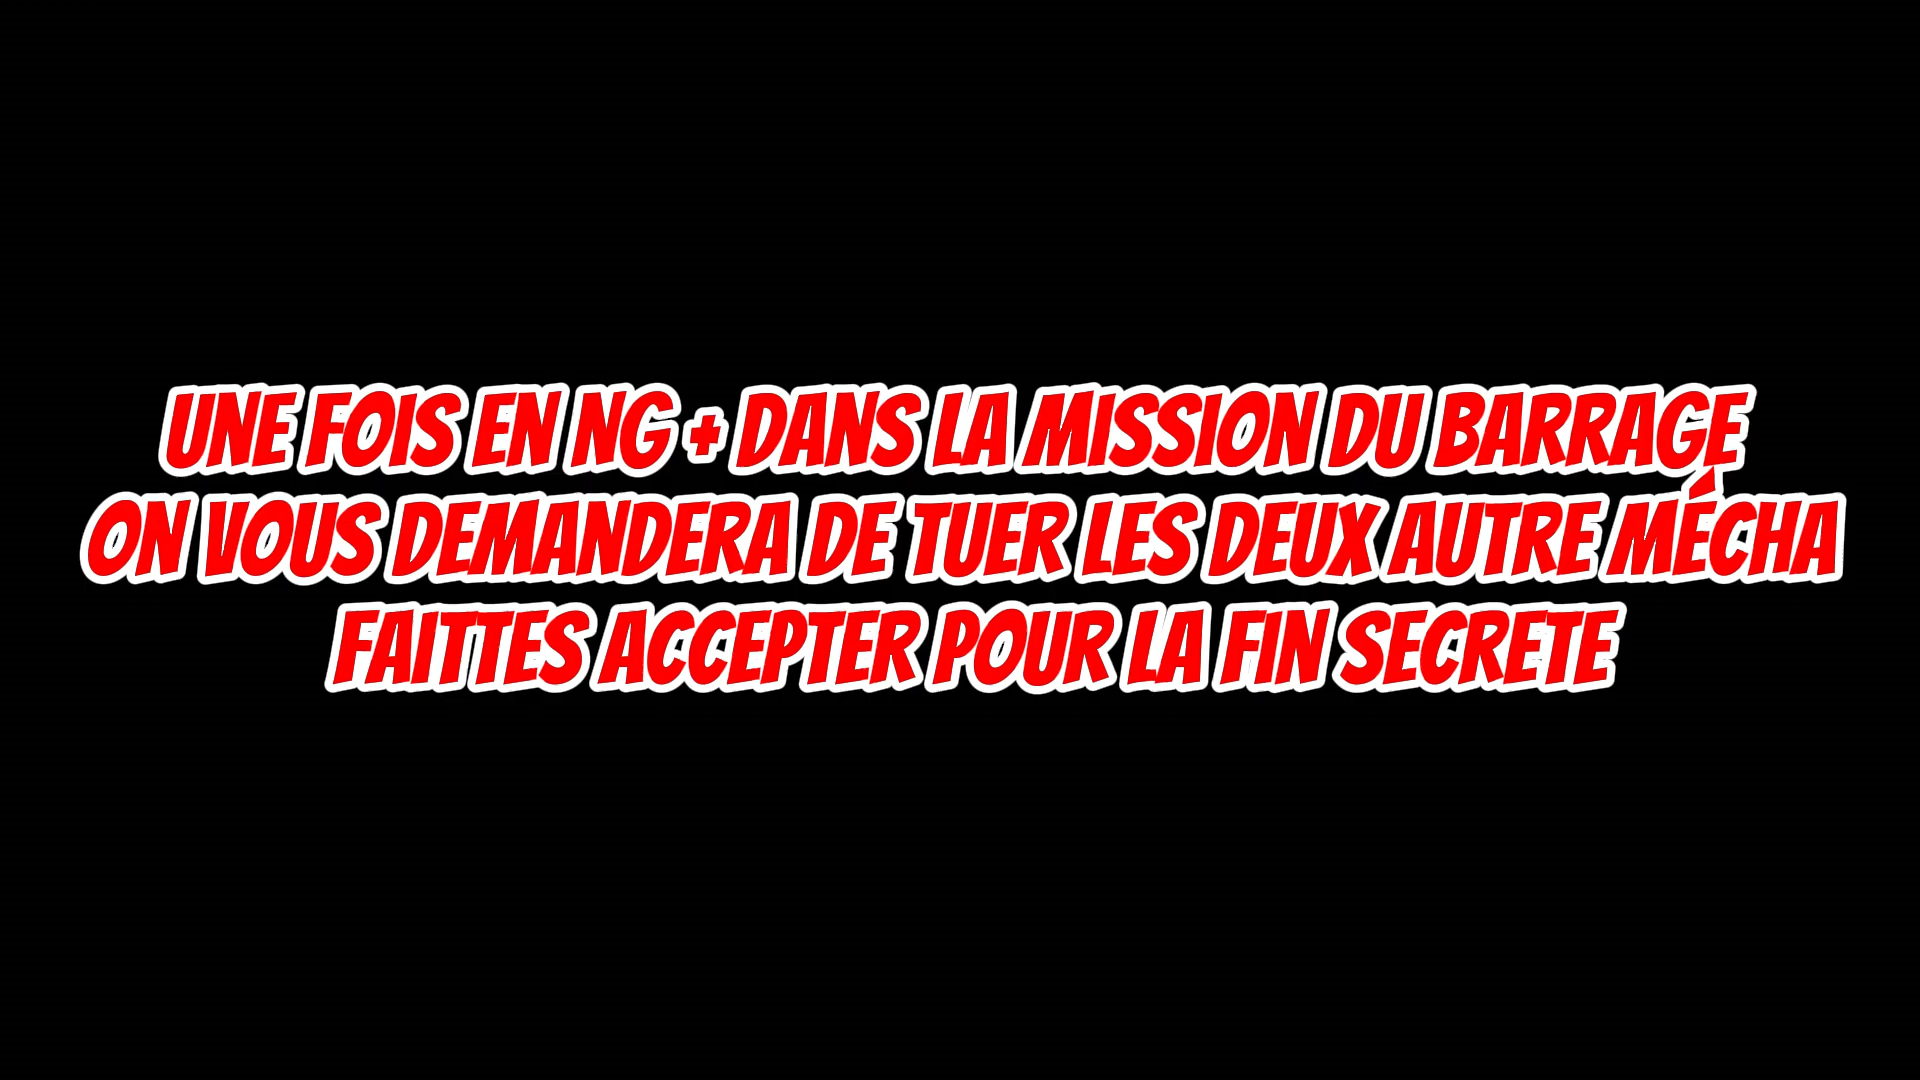 UNE FOIS EN NG + DANS LA MISSION DU BARRAGE
ON VOUS DEMANDERA DE TUER LES DEUX AUTRE MÉCHA
FAITTES ACCEPTER POUR LA FIN SECRETE